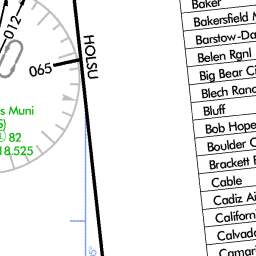 012
065
HOLSU
s Muni
82
18.525
Baker
Bakersfield
Barstow-Da
Belen Rgnl
Big Bear Ci
Blech Ranc
Bluff
Bob Hope
Boulder C
Brackett F
Cable
Cadiz Ai
Californi
Calvada
Camari